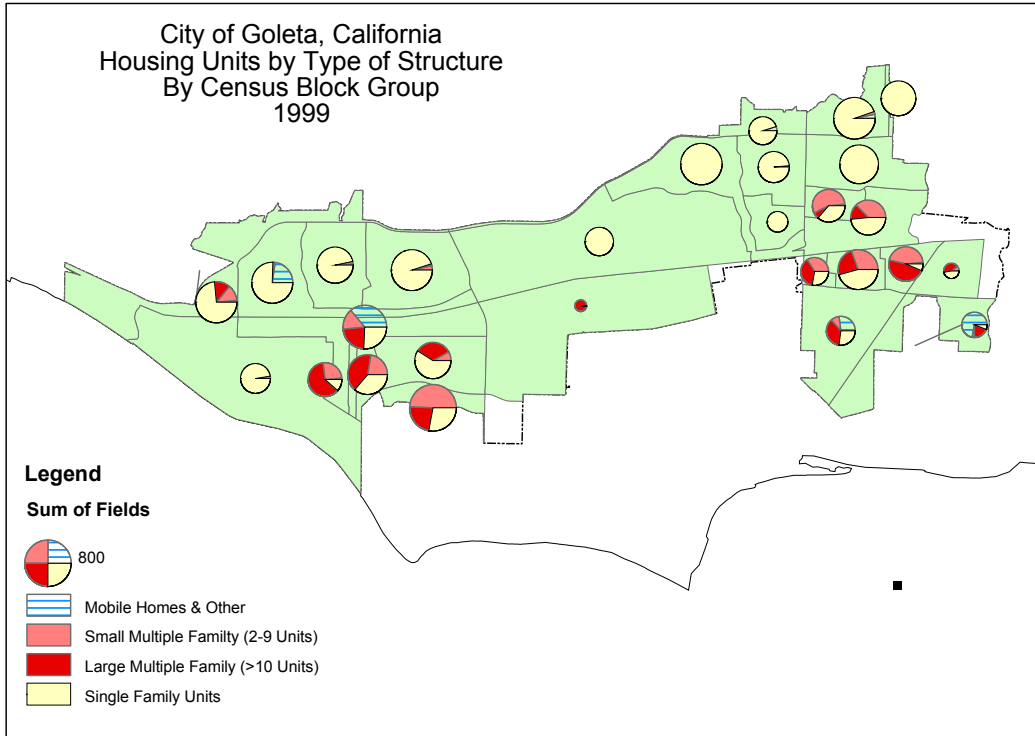 City of Goleta, California
Housing Units by Type of Structure
By Census Block Group
1999
Legend
Sum of Fields
800
Mobile Homes & Other
Small Multiple Familty (2-9 Units)
Large Multiple Family (>10 Units)
Single Family Units